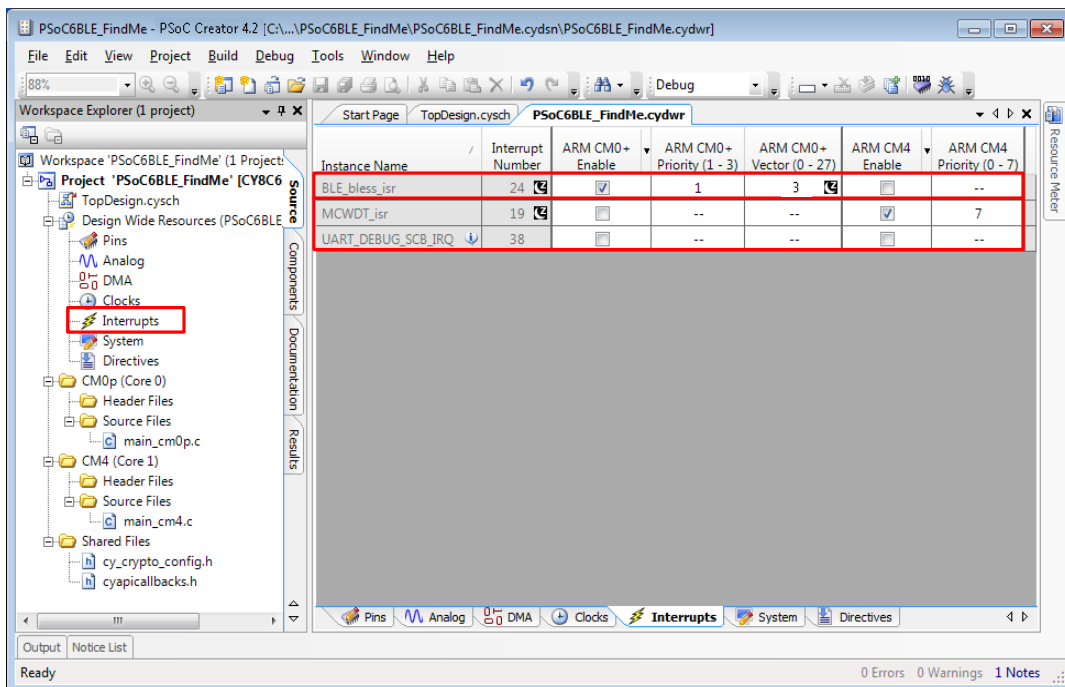 PSoC6BLE_FindMe - PSoC Creator 4.2 [C:\...\PSoC6BLE_FindMe\PSoC6BLE_FindMe.cydsn\PSoC6BLE_FindMe.cydwr]
File Edit View Project Build Debug Tools Window Help
88% Debug
Workspace Explorer (1 project)
Workspace 'PSoC6BLE_FindMe' (1 Project:
Project 'PSoC6BLE_FindMe' [CY8C6
TopDesign.cysch
Design Wide Resources (PSoC6BLE_
Pins
Analog
DMA
Clocks
Interrupts
System
Directives
CM0p (Core 0)
Header Files
Source Files
main_cm0p.c
CM4 (Core 1)
Header Files
Source Files
main_cm4.c
Shared Files
cy_crypto_config.h
cyapicallbacks.h
Source
Components
Documentation
Results
Start Page TopDesign.cysch PSoC6BLE_FindMe.cydwr
Instance Name Interrupt Number ARM CM0+ Enable ARM CM0+ Priority (1 - 3) ARM CM0+ Vector (0 - 27) ARM CM4 Enable ARM CM4 Priority (0 - 7)
BLE_bless_isr 24 1 3 --
MCWDT_isr 19 -- -- 7
UART_DEBUG_SCB_IRQ 38 -- -- --
Pins Analog DMA Clocks Interrupts System Directives
Resource Meter
Output Notice List
Ready 0 Errors 0 Warnings 1 Notes